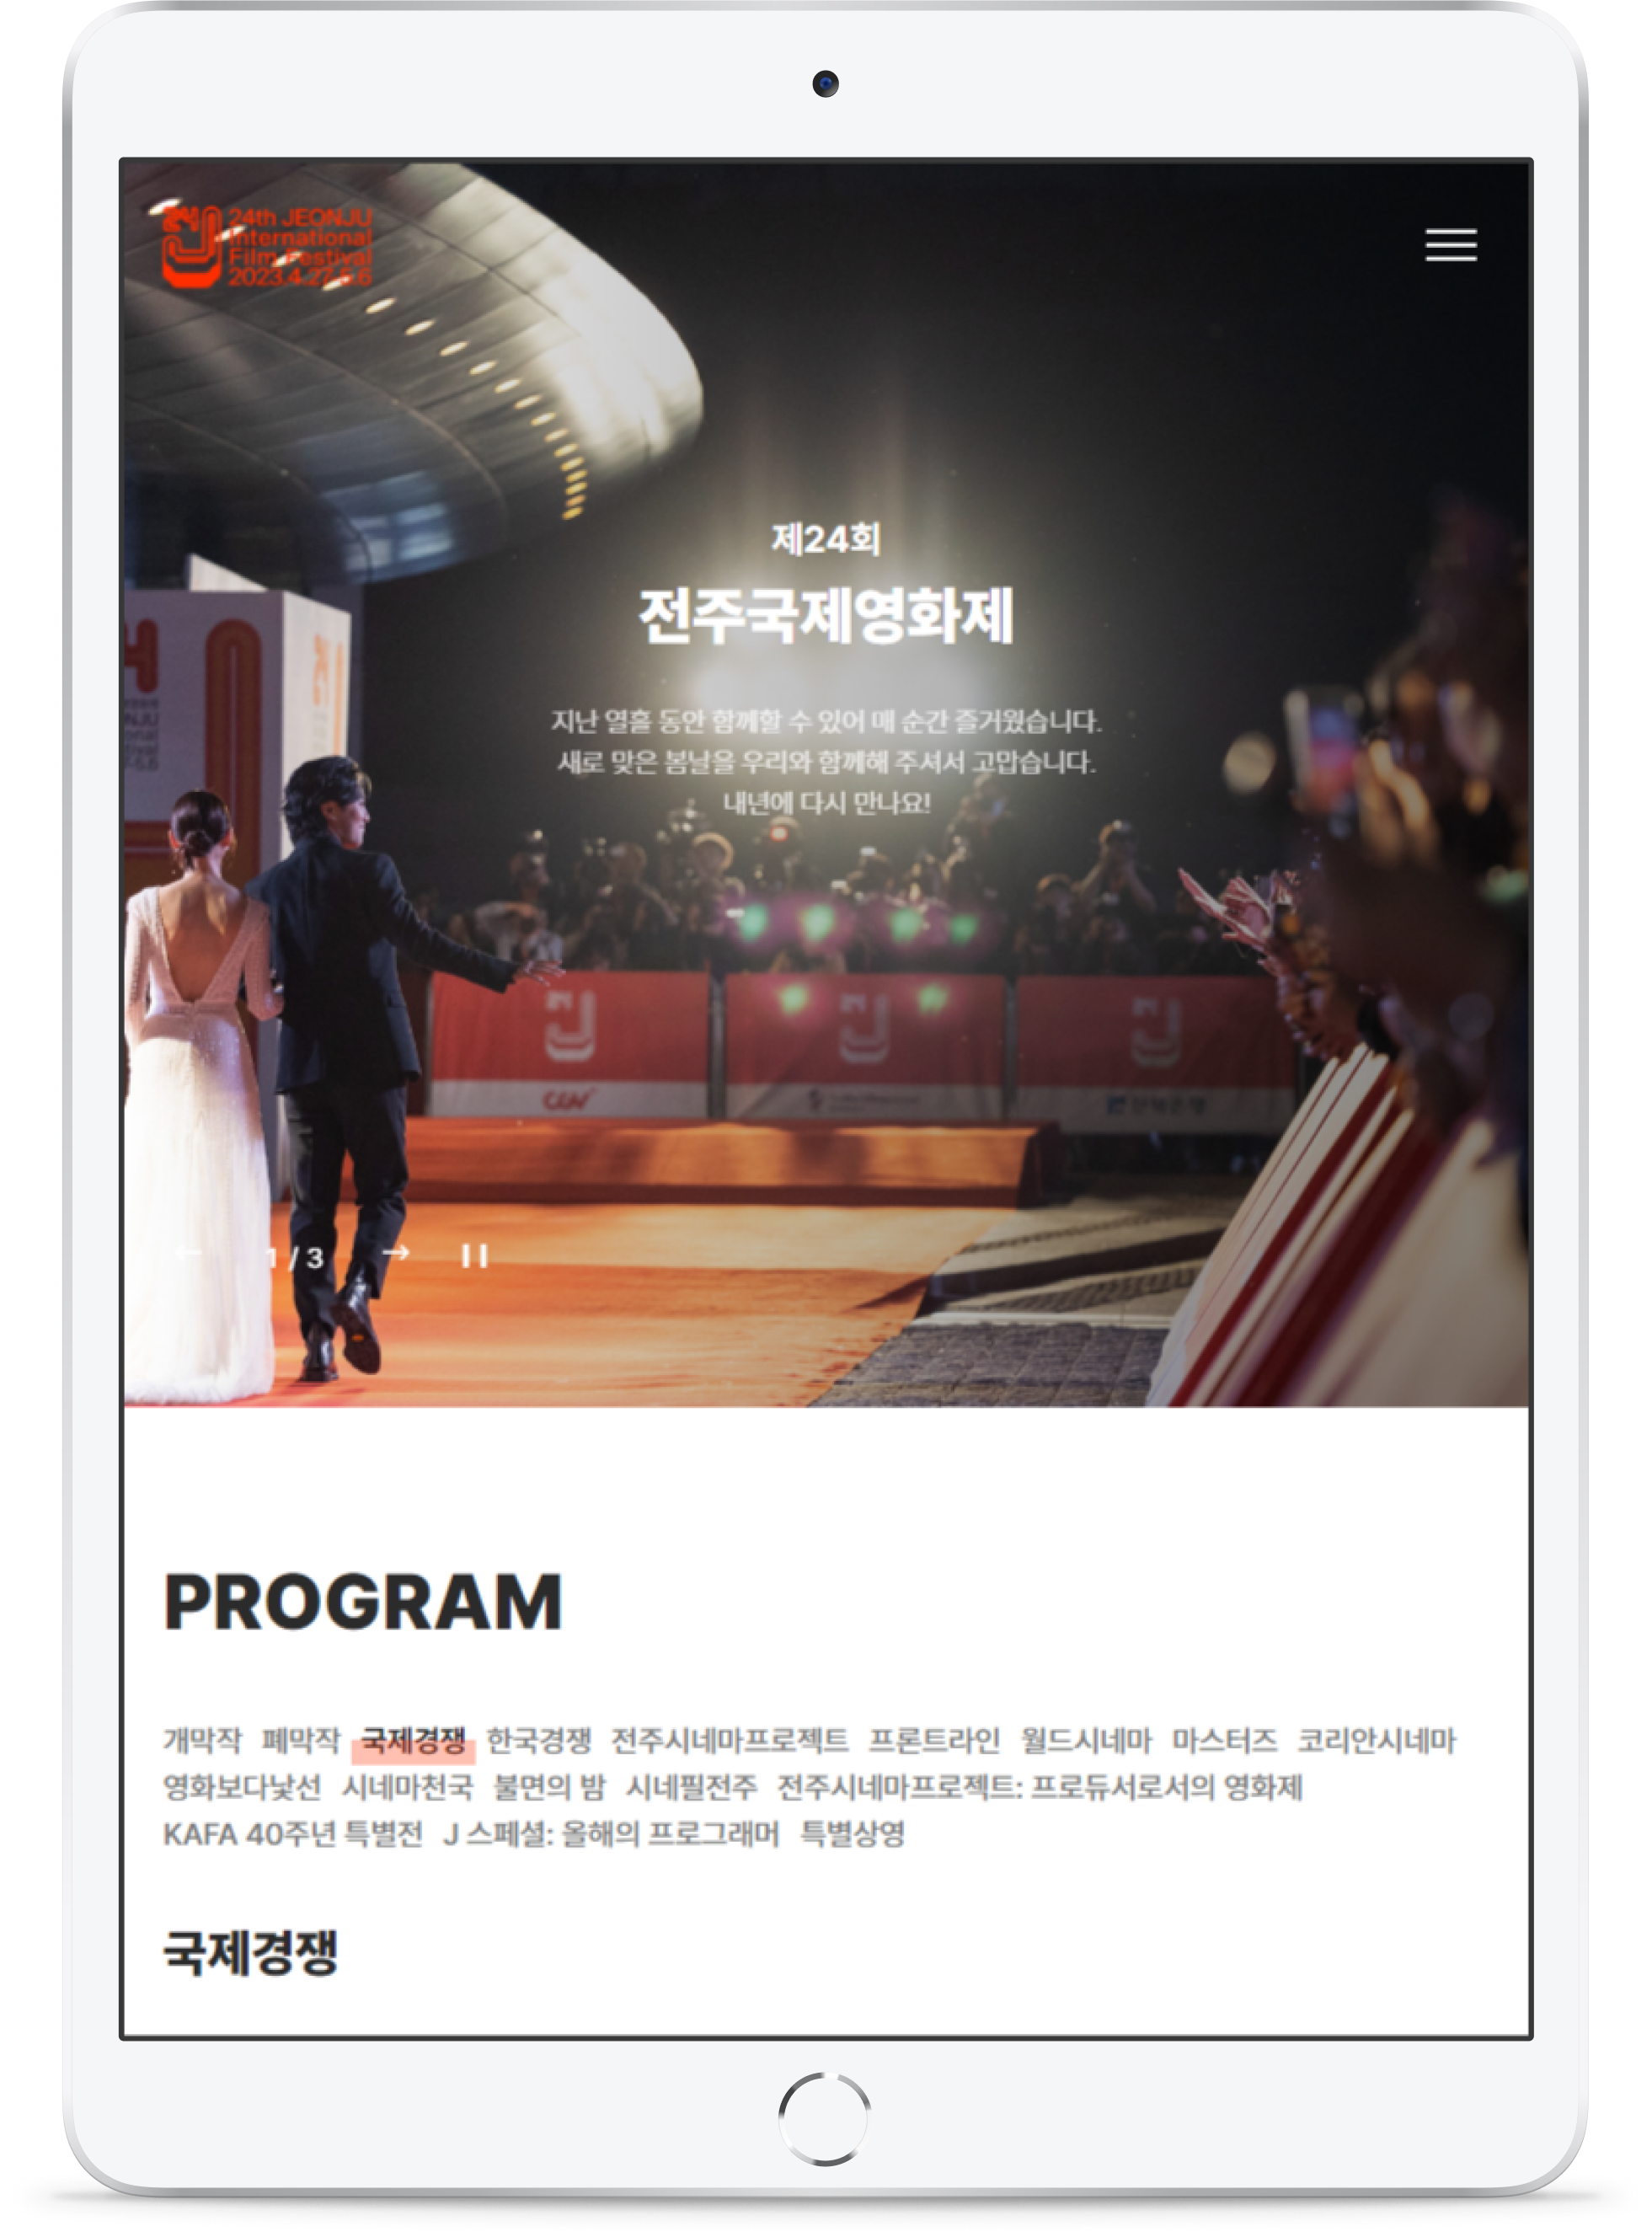 24th JEONJU
International
Film Festival
2023.4.27-5.6
제24회
전주국제영화제
지난 열흘 동안 함께할 수 있어 매 순간 즐거웠습니다.
새로 맞은 봄날을 우리와 함께해 주셔서 고맙습니다.
내년에 다시 만나요!
1 / 3
PROGRAM
개막작 폐막작 국제경쟁 한국경쟁 전주시네마프로젝트 프론트라인 월드시네마 마스터즈 코리안시네마
영화보다낯선 시네마천국 불면의 밤 시네필전주 전주시네마프로젝트: 프로듀서로서의 영화제
KAFA 40주년 특별전 J 스페셜: 올해의 프로그래머 특별상영
국제경쟁